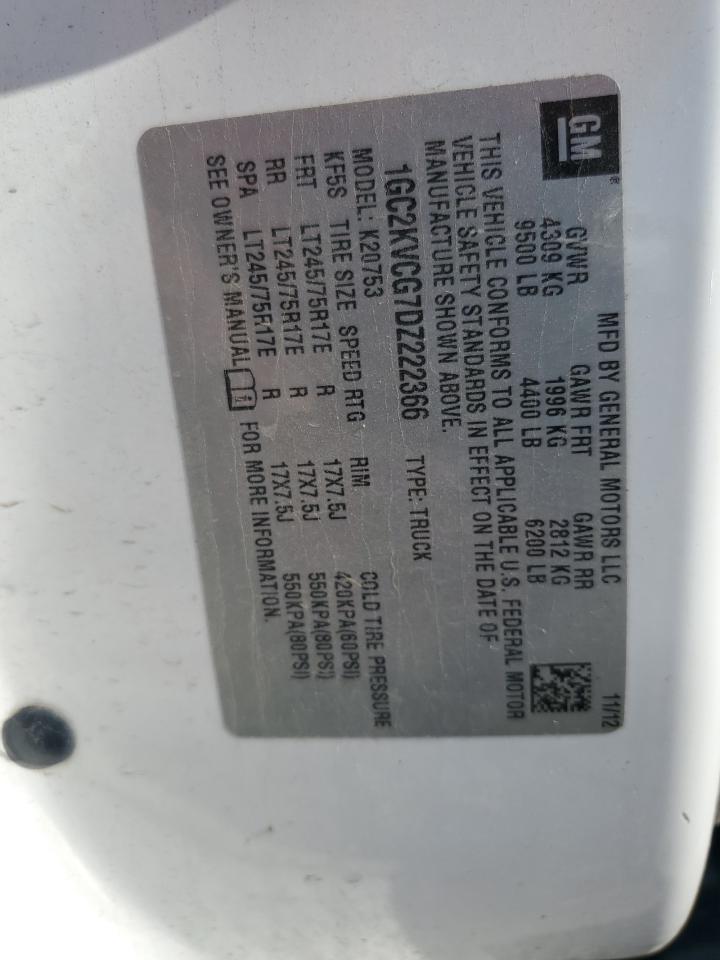 GM®
MFD BY GENERAL MOTORS LLC 11/12
GVWR GAWR FRT GAWR RR
4309 KG 1996 KG 2812 KG
9500 LB 4400 LB 6200 LB
THIS VEHICLE CONFORMS TO ALL APPLICABLE U.S. FEDERAL MOTOR
VEHICLE SAFETY STANDARDS IN EFFECT ON THE DATE OF
MANUFACTURE SHOWN ABOVE.
1GC2KVCG7DZ222366 TYPE: TRUCK
MODEL: K20753
KF5S TIRE SIZE SPEED RTG RIM COLD TIRE PRESSURE
FRT LT245/75R17E R 17X7.5J 420KPA(60PSI)
RR LT245/75R17E R 17X7.5J 550KPA(80PSI)
SPA LT245/75R17E R 17X7.5J 550KPA(80PSI)
SEE OWNER'S MANUAL FOR MORE INFORMATION.